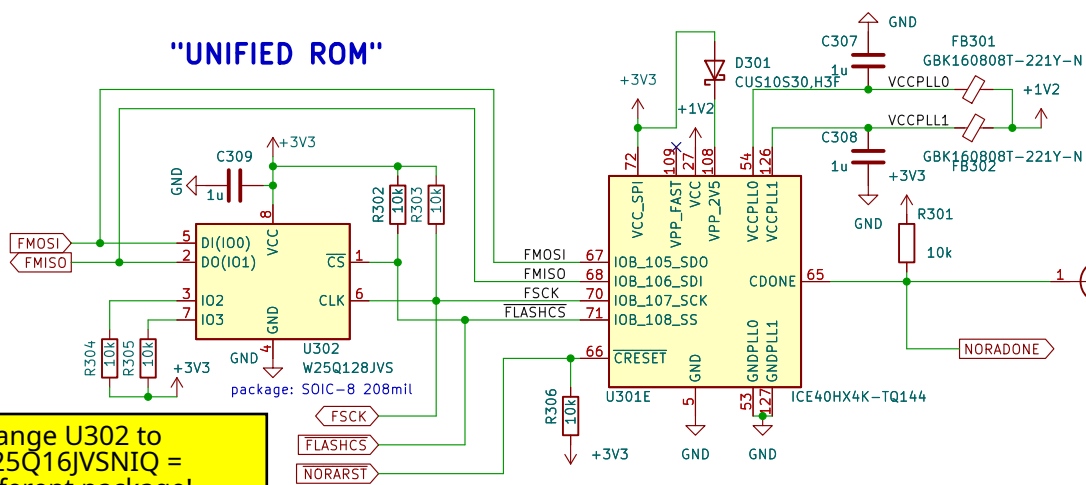 "UNIFIED ROM"
GND
C307
1u
FB301
GBK160808T-221Y-N
D301
CUS10S30,H3F
+3V3
+1V2
VCCPLL0
+1V2
VCCPLL1
C308
1u
GBK160808T-221Y-N
FB302
GND
+3V3
R301
10k
+3V3
C309
1u
GND
R302
10k
R303
10k
72
109
27
108
54
126
VCC_SPI
VPP_FAST
VCC
VPP_2V5
VCCPLL0
VCCPLL1
8
VCC
FMOSI
5
DI(IO0)
FMISO
2
DO(IO1)
CS
1
CLK
6
3
IO2
7
IO3
GND
4
GND
U302
W25Q128JVS
package: SOIC-8 208mil
R304
10k
R305
10k
+3V3
FMOSI
67
IOB_105_SDO
FMISO
68
IOB_106_SDI
FSCK
70
IOB_107_SCK
FLASHCS
71
IOB_108_SS
66
CRESET
CDONE
65
1
NORADONE
GND
GNDPLL0
GNDPLL1
5
53
127
U301E
ICE40HX4K-TQ144
GND
GND
R306
10k
+3V3
FSCK
FLASHCS
NORARST
ange U302 to
25Q16JVSNIQ =
ferent package!